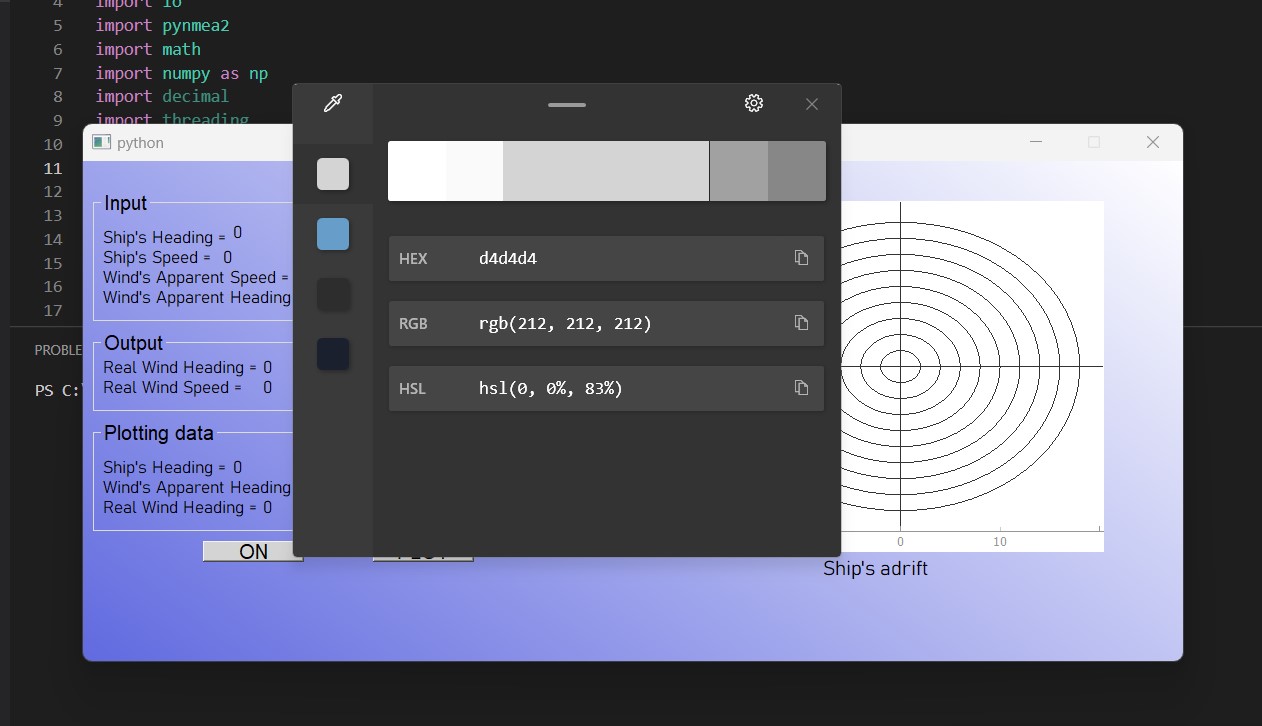 4 import io
5 import pynmea2
6 import math
7 import numpy as np
8 import decimal
9 import threading
10
11
12
13
14
15
16
17
PROBLE
PS C:\
python
Input
Ship's Heading = 0
Ship's Speed = 0
Wind's Apparent Speed =
Wind's Apparent Heading
Output
Real Wind Heading = 0
Real Wind Speed = 0
Plotting data
Ship's Heading = 0
Wind's Apparent Heading
Real Wind Heading = 0
ON
PLOT
HEX d4d4d4
RGB rgb(212, 212, 212)
HSL hsl(0, 0%, 83%)
0 10
Ship's adrift